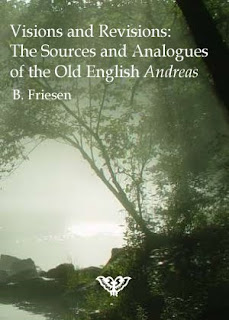 Visions and Revisions:
The Sources and Analogues
of the Old English Andreas
B. Friesen